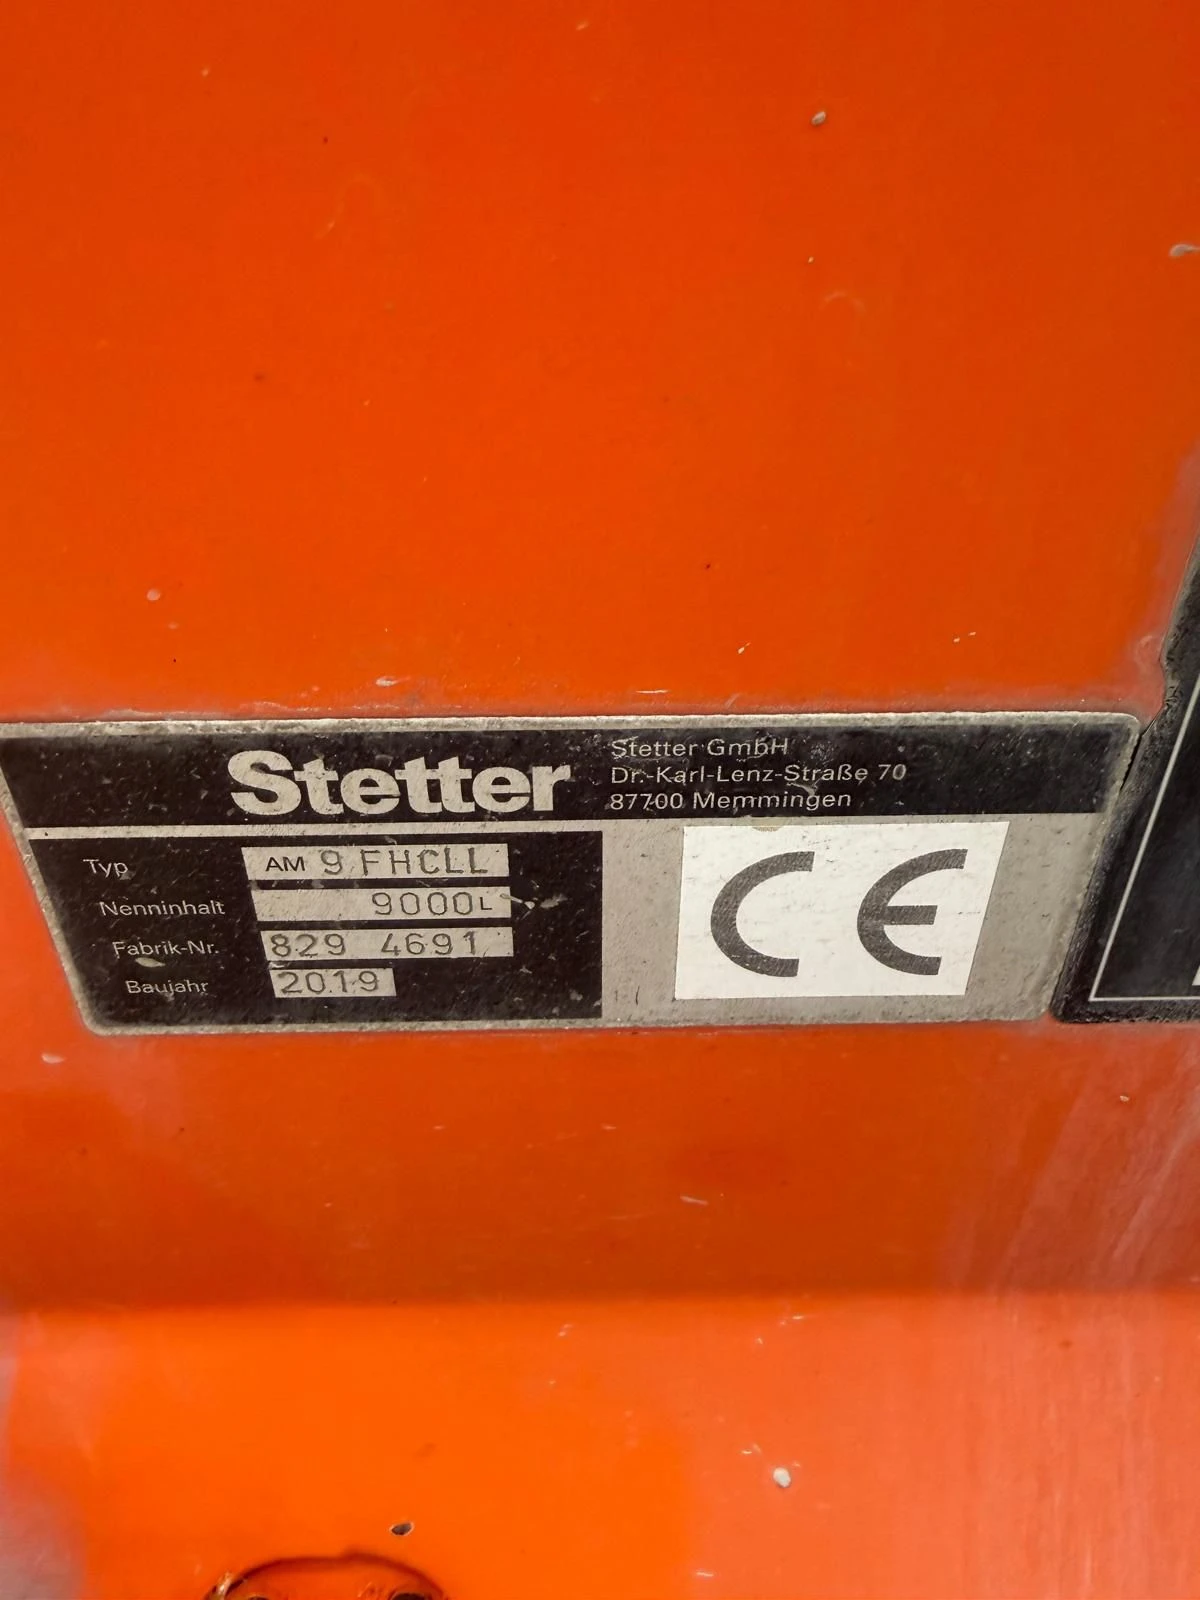 Stetter
Stetter GmbH
Dr.-Karl-Lenz-Straße 70
87700 Memmingen
Typ AM 9 FHCLL
Nenninhalt 9000 L
Fabrik-Nr. 829 4691
Baujahr 2019
CE